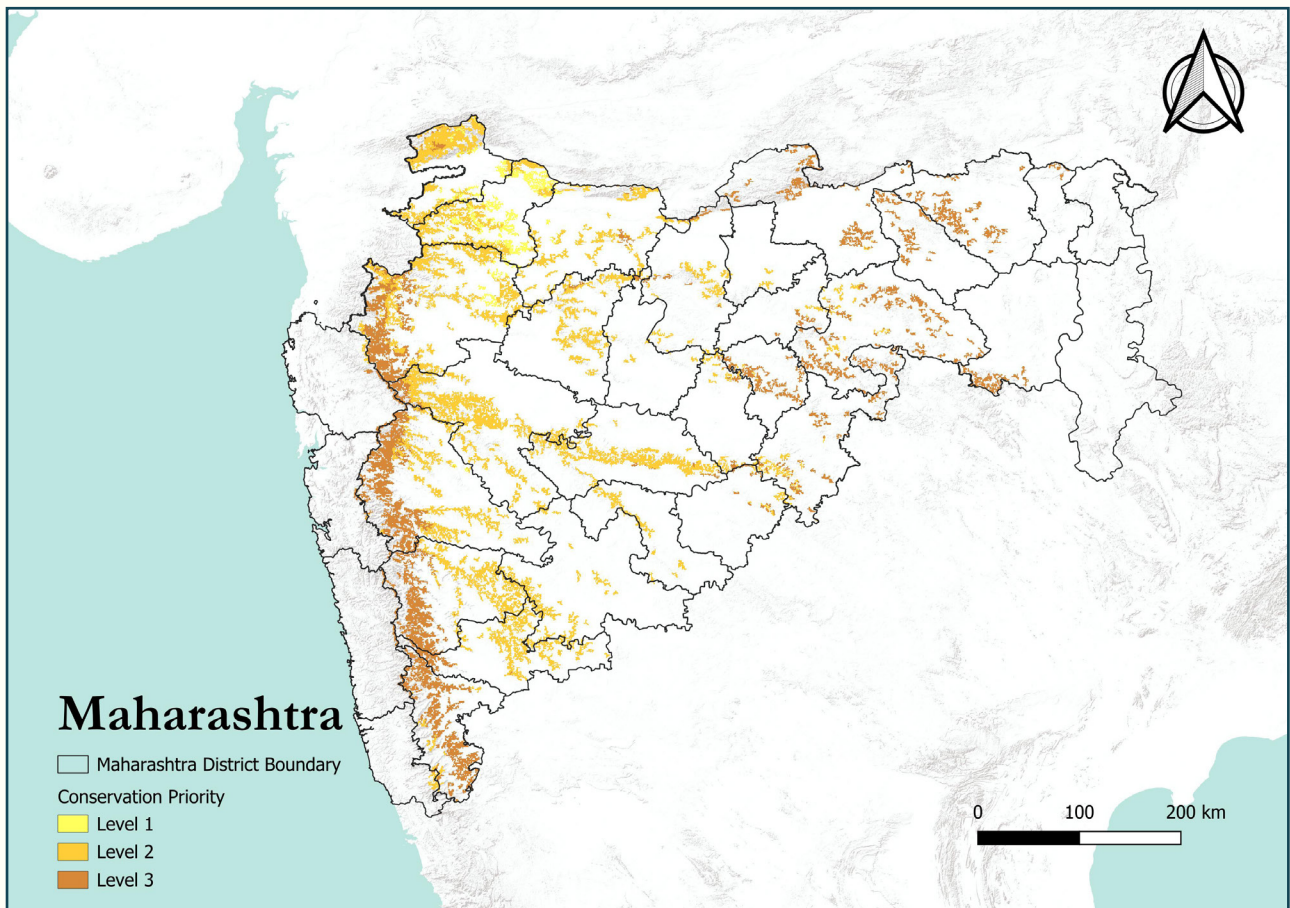 Maharashtra
Maharashtra District Boundary
Conservation Priority
Level 1
Level 2
Level 3
0 100 200 km